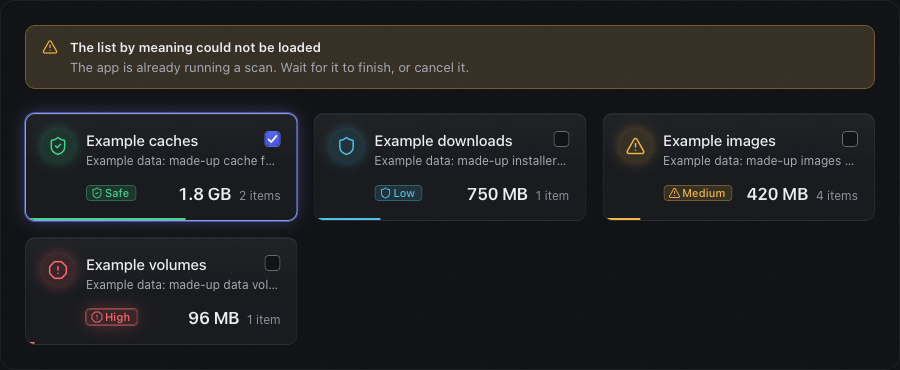 The list by meaning could not be loaded
The app is already running a scan. Wait for it to finish, or cancel it.
Example caches
Example data: made-up cache f...
Safe
1.8 GB 2 items
Example downloads
Example data: made-up installer...
Low
750 MB 1 item
Example images
Example data: made-up images ...
Medium
420 MB 4 items
Example volumes
Example data: made-up data vol...
High
96 MB 1 item